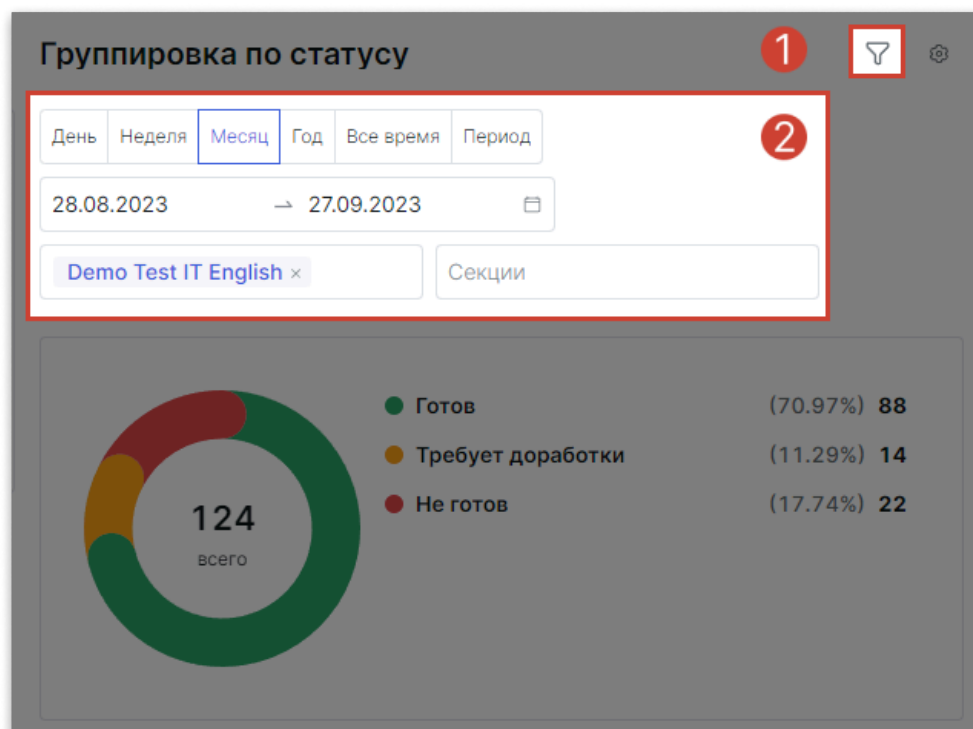 Группировка по статусу 1
2
День Неделя Месяц Год Все время Период
28.08.2023 → 27.09.2023
Demo Test IT English × Секции
124
всего
Готов (70.97%) 88
Требует доработки (11.29%) 14
Не готов (17.74%) 22